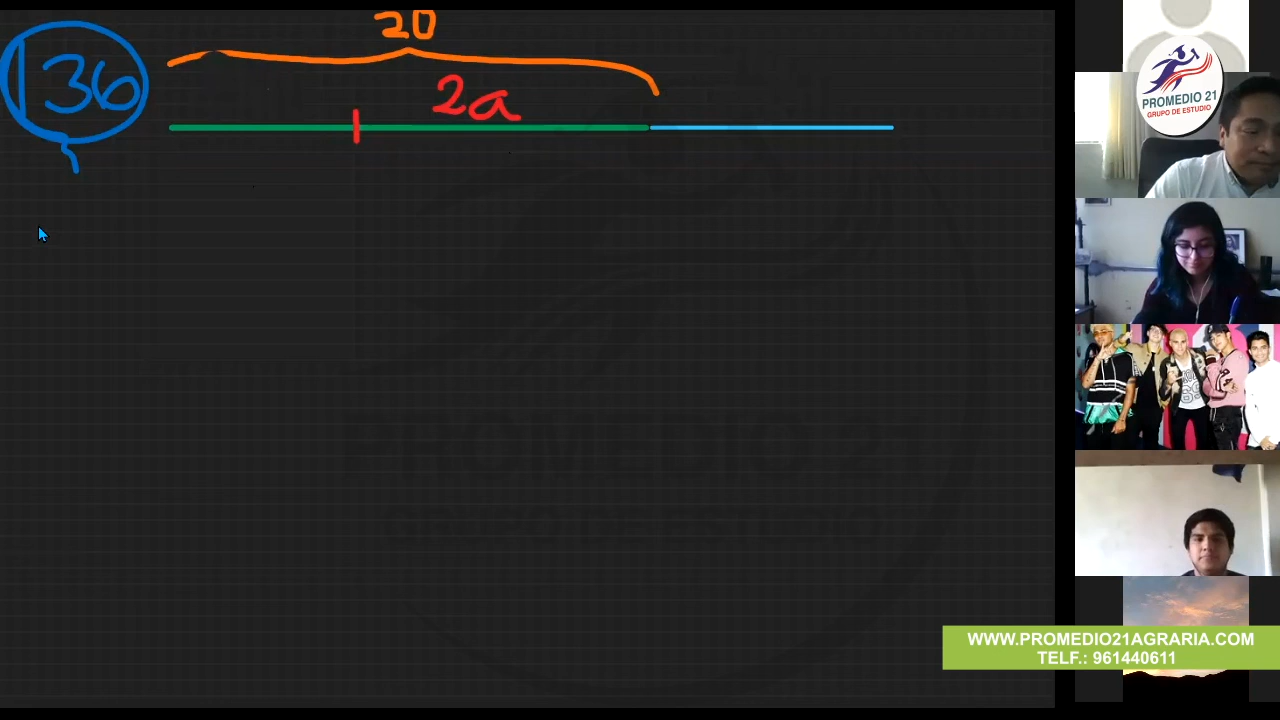 136
20
2a
PROMEDIO 21
GRUPO DE ESTUDIO
WWW.PROMEDIO21AGRARIA.COM
TELF.: 961440611